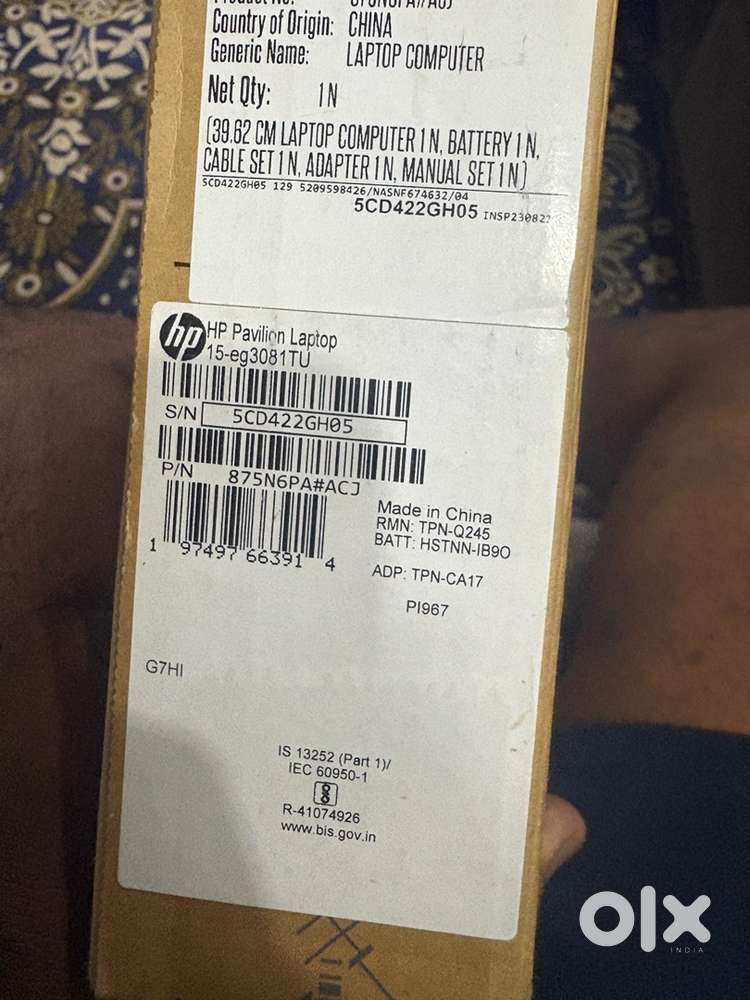 Country of Origin: CHINA
Generic Name: LAPTOP COMPUTER
Net Qty: 1 N
(39.62 CM LAPTOP COMPUTER 1 N, BATTERY 1 N,
CABLE SET 1 N, ADAPTER 1 N, MANUAL SET 1 N)
5CD422GH05 129 5209598426/NASNF674632/04
5CD422GH05 INSP230822
hp
HP Pavilion Laptop
15-eg3081TU
S/N 5CD422GH05
P/N 875N6PA#ACJ
1 97497 66391 4
Made in China
RMN: TPN-Q245
BATT: HSTNN-IB9O
ADP: TPN-CA17
PI967
G7HI
IS 13252 (Part 1)/
IEC 60950-1
R-41074926
www.bis.gov.in
olx
INDIA